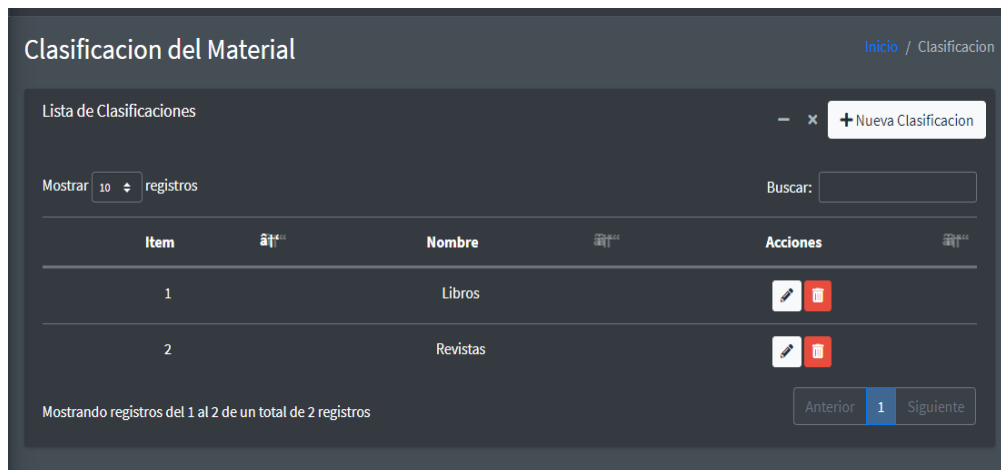 Clasificacion del Material
Inicio / Clasificacion
Lista de Clasificaciones
Nueva Clasificacion
Mostrar 10 registros
Buscar:
Item Nombre Acciones
1 Libros
2 Revistas
Mostrando registros del 1 al 2 de un total de 2 registros
Anterior 1 Siguiente